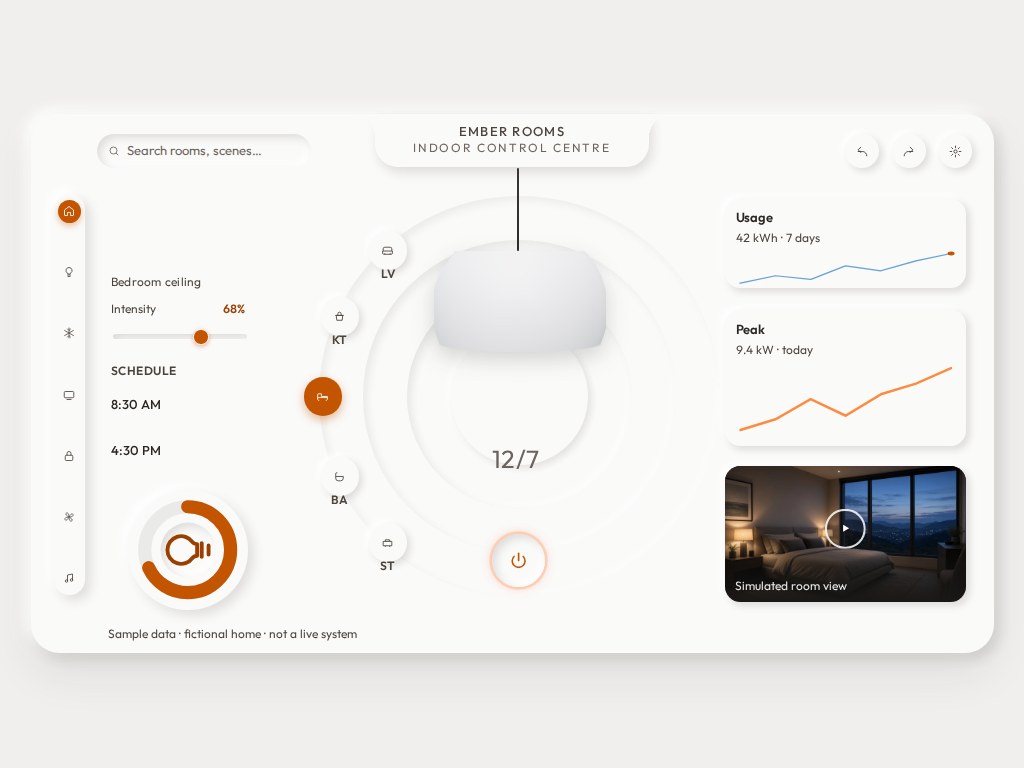 EMBER ROOMS
INDOOR CONTROL CENTRE
Search rooms, scenes...
Bedroom ceiling
Intensity 68%
SCHEDULE
8:30 AM
4:30 PM
LV
KT
BA
ST
12/7
Usage
42 kWh · 7 days
Peak
9.4 kW · today
Simulated room view
Sample data · fictional home · not a live system